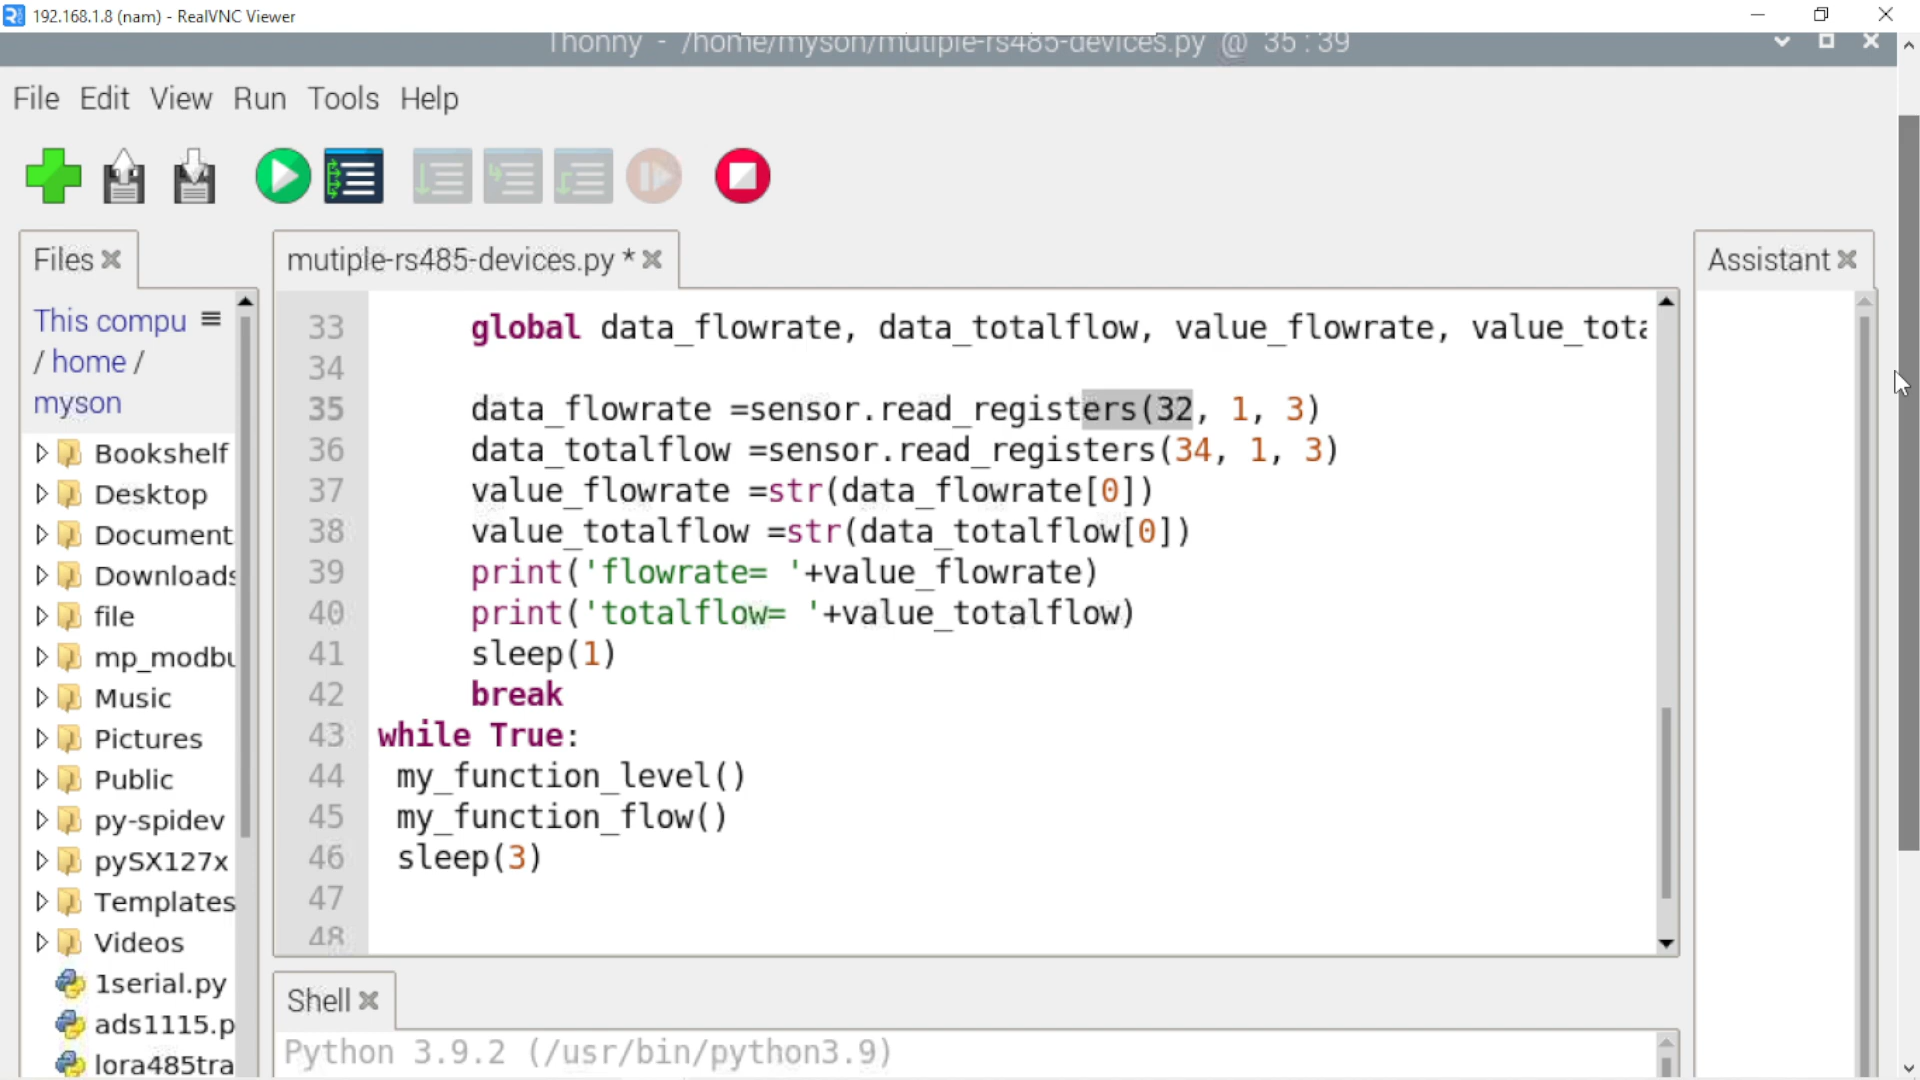 192.168.1.8 (nam) - RealVNC Viewer
Thonny - /home/myson/mutiple-rs485-devices.py @ 35:39
File Edit View Run Tools Help
Files
mutiple-rs485-devices.py *
Assistant
This compu
/ home /
myson
Bookshelf
Desktop
Document
Downloads
file
mp_modbu
Music
Pictures
Public
py-spidev
pySX127x
Templates
Videos
1serial.py
ads1115.p
lora485tra
33 global data_flowrate, data_totalflow, value_flowrate, value_tota
34
35 data_flowrate =sensor.read_registers(32, 1, 3)
36 data_totalflow =sensor.read_registers(34, 1, 3)
37 value_flowrate =str(data_flowrate[0])
38 value_totalflow =str(data_totalflow[0])
39 print('flowrate= '+value_flowrate)
40 print('totalflow= '+value_totalflow)
41 sleep(1)
42 break
43 while True:
44 my_function_level()
45 my_function_flow()
46 sleep(3)
47
48
Shell
Python 3.9.2 (/usr/bin/python3.9)